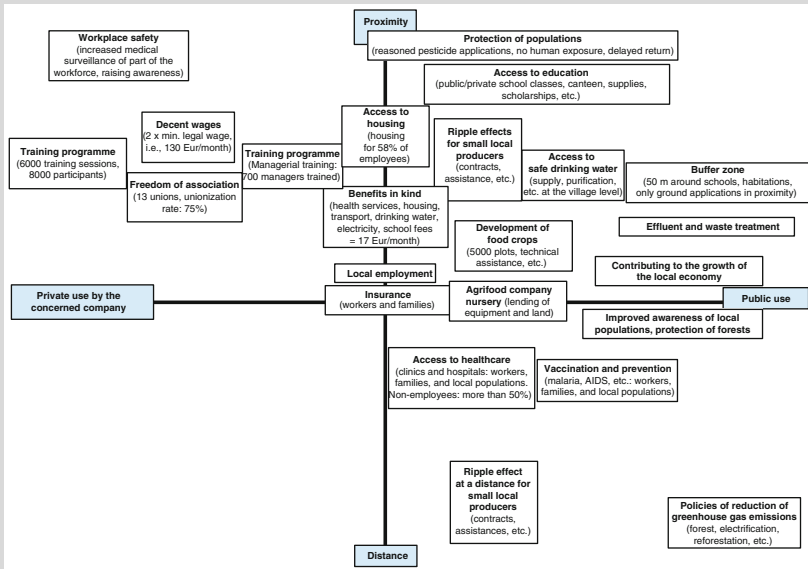 Proximity
Workplace safety
(increased medical
surveillance of part of the
workforce, raising awareness)
Protection of populations
(reasoned pesticide applications, no human exposure, delayed return)
Access to education
(public/private school classes, canteen, supplies,
scholarships, etc.)
Decent wages
(2 x min. legal wage,
i.e., 130 Eur/month)
Access to
housing
(housing
for 58% of
employees)
Ripple effects
for small local
producers
(contracts,
assistance, etc.)
Training programme
(6000 training sessions,
8000 participants)
Training programme
(Managerial training:
700 managers trained)
Access to
safe drinking water
(supply, purification,
etc. at the village level)
Buffer zone
(50 m around schools, habitations,
only ground applications in proximity)
Freedom of association
(13 unions, unionization
rate: 75%)
Benefits in kind
(health services, housing,
transport, drinking water,
electricity, school fees
= 17 Eur/month)
Effluent and waste treatment
Development of
food crops
(5000 plots, technical
assistance, etc.)
Local employment
Contributing to the growth of
the local economy
Private use by the
concerned company
Insurance
(workers and families)
Agrifood company
nursery (lending of
equipment and land)
Public use
Improved awareness of local
populations, protection of forests
Access to healthcare
(clinics and hospitals: workers,
families, and local populations.
Non-employees: more than 50%)
Vaccination and prevention
(malaria, AIDS, etc.: workers,
families, and local populations)
Ripple effect
at a distance for
small local
producers
(contracts,
assistances, etc.)
Policies of reduction of
greenhouse gas emissions
(forest, electrification,
reforestation, etc.)
Distance